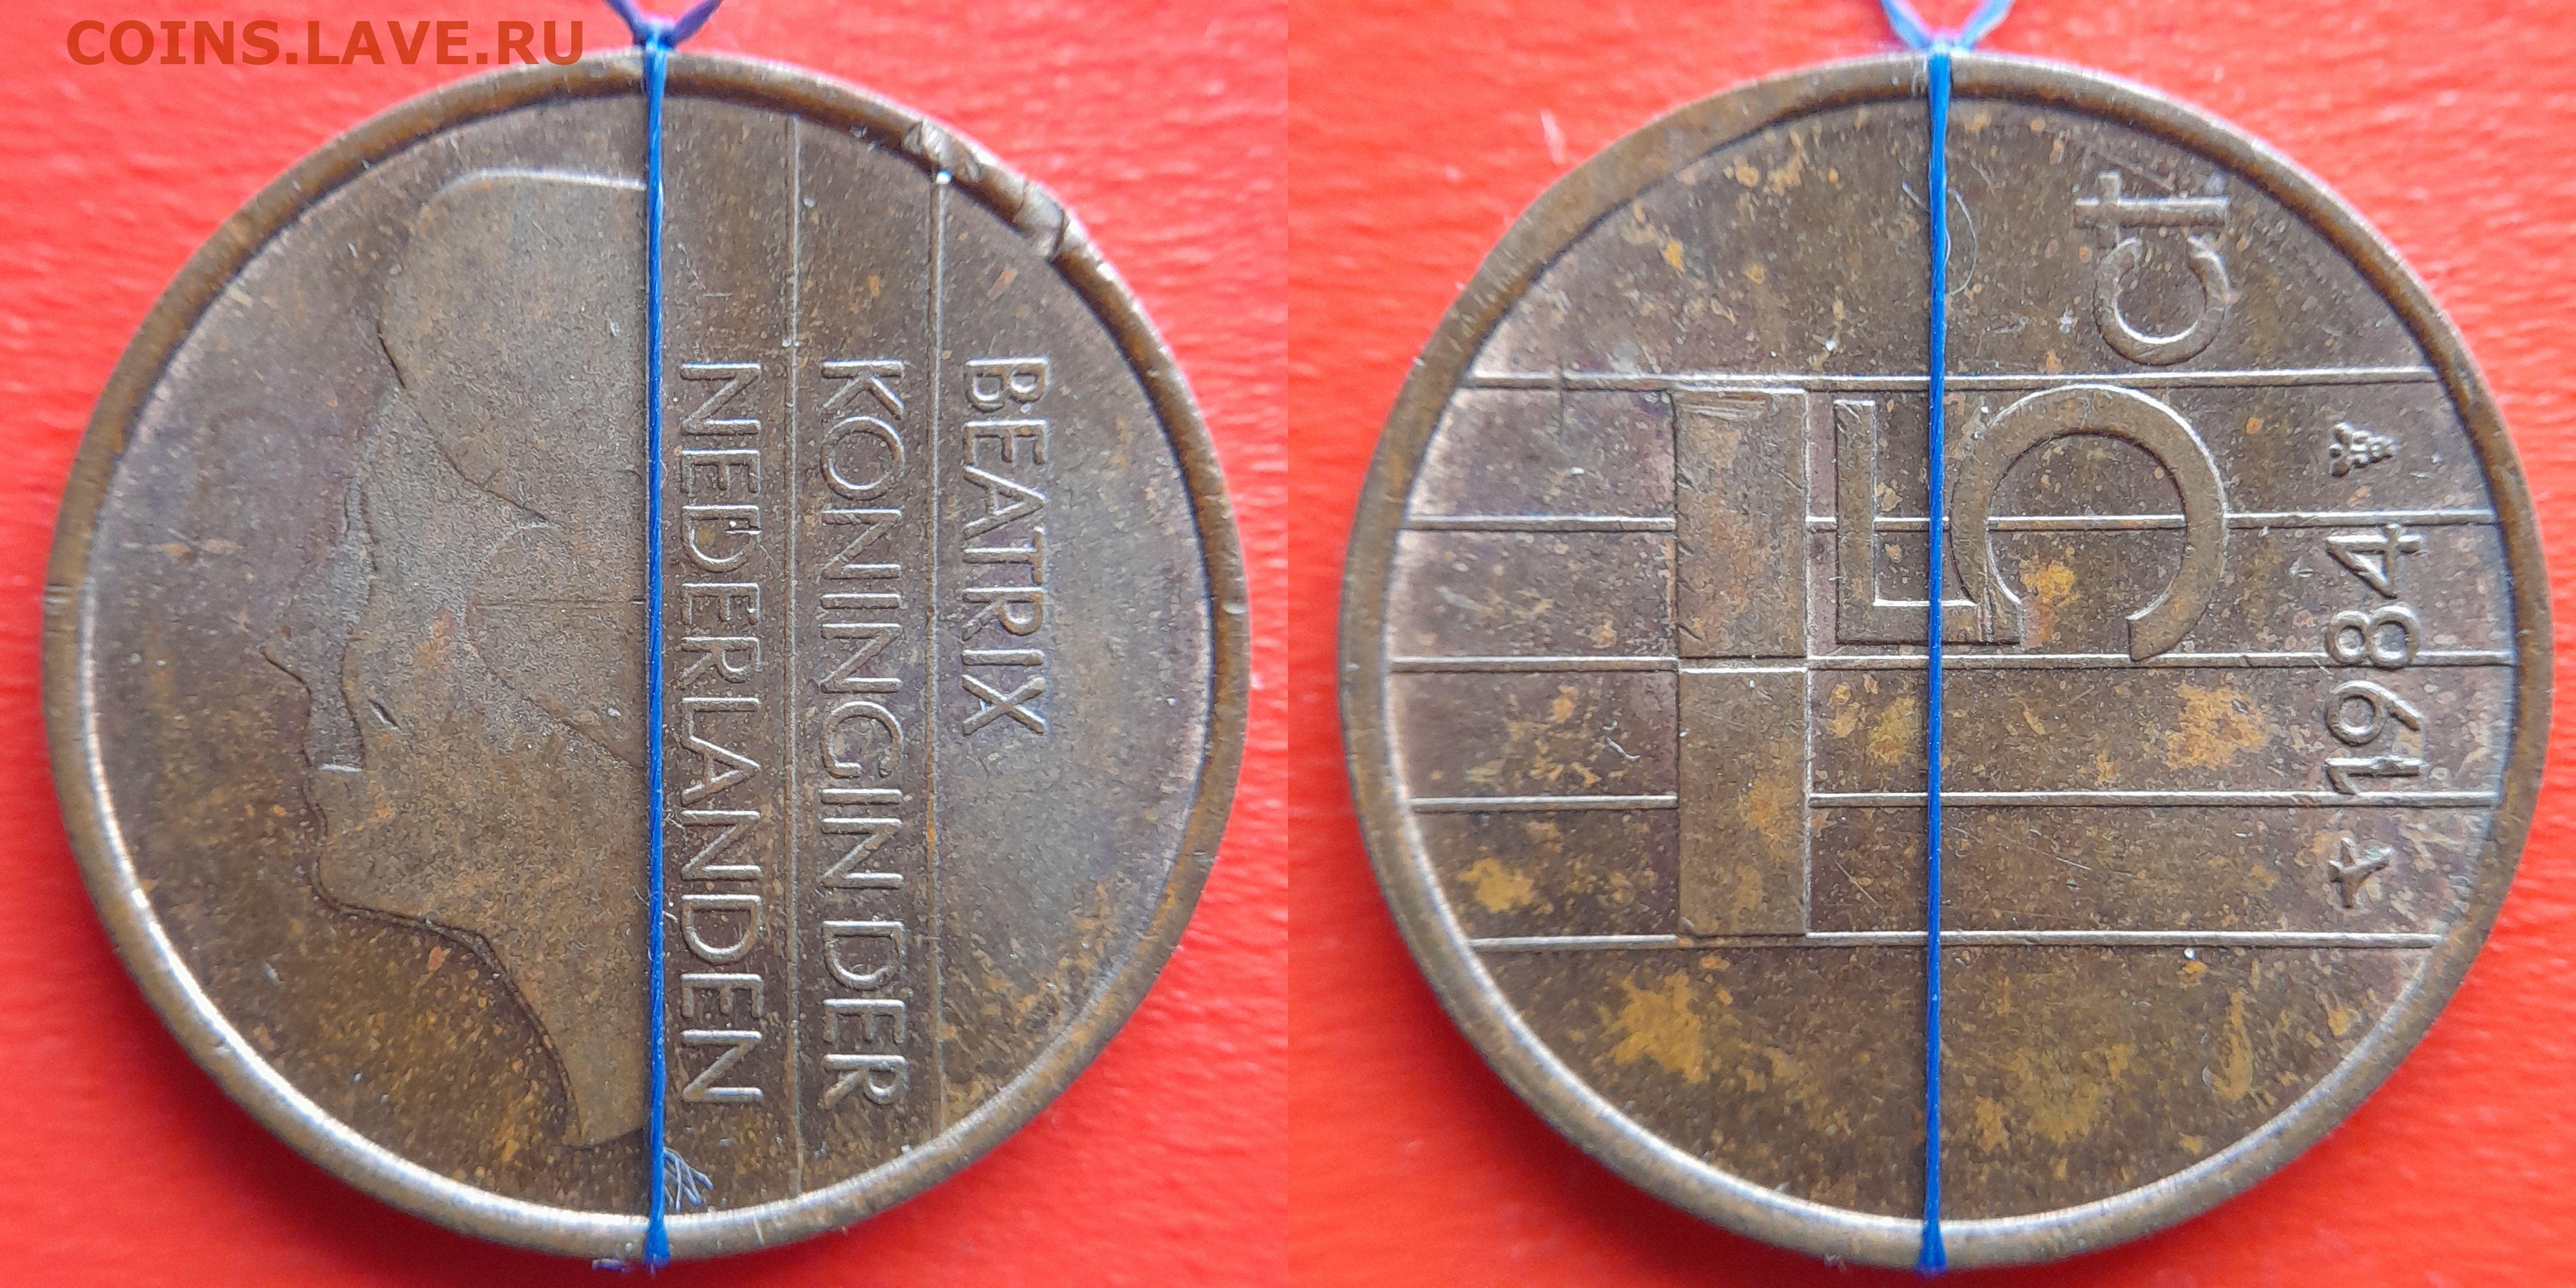 COINS.LAVE.RU
BEATRIX
KONINGIN DER
NEDERLANDEN
5 ct
1984